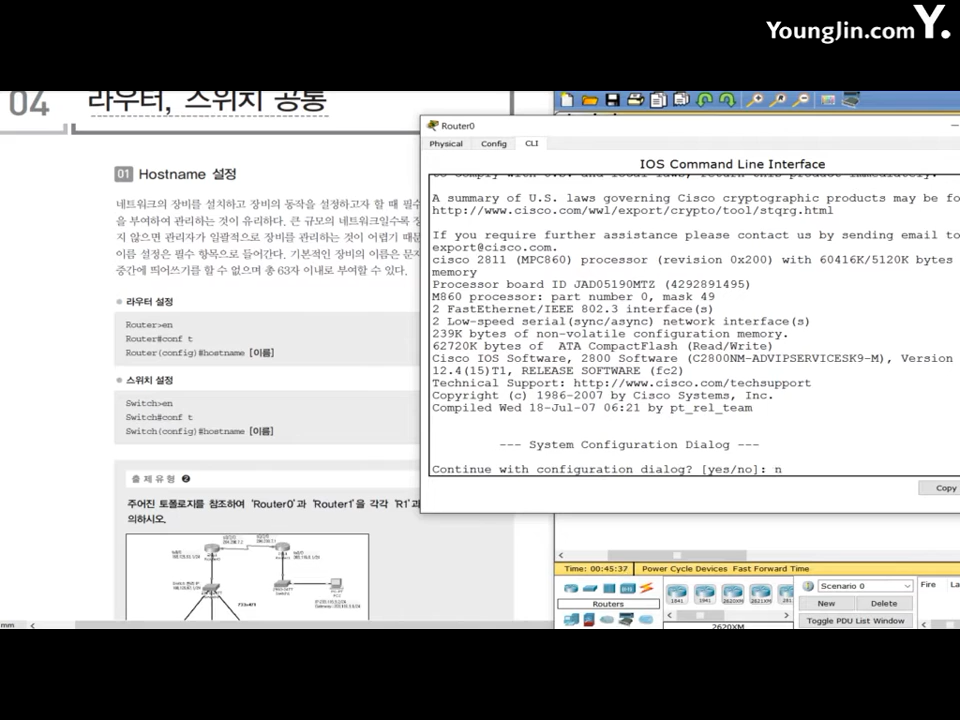 YoungJin.com Y.
04 라우터, 스위치 공통
01 Hostname 설정
네트워크의 장비를 설치하고 장비의 동작을 설정하고자 할 때 필수
을 부여하여 관리하는 것이 유리하다. 큰 규모의 네트워크일수록
지 않으면 관리자가 일괄적으로 장비를 관리하는 것이 어렵기 때문
이름 설정은 필수 항목으로 들어간다. 기본적인 장비의 이름은 문자
중간에 띄어쓰기를 할 수 없으며 총 63자 이내로 부여할 수 있다.
라우터 설정
Router>en
Router#conf t
Router(config)#hostname [이름]
스위치 설정
Switch>en
Switch#conf t
Switch(config)#hostname [이름]
출제유형 ❷
주어진 토폴로지를 참조하여 'Router0'과 'Router1'을 각각 'R1'과
의하시오.
mm
Router0
Physical Config CLI
IOS Command Line Interface
A summary of U.S. laws governing Cisco cryptographic products may be fo
http://www.cisco.com/wwl/export/crypto/tool/stqrg.html
If you require further assistance please contact us by sending email to
export@cisco.com.
cisco 2811 (MPC860) processor (revision 0x200) with 60416K/5120K bytes
memory
Processor board ID JAD05190MTZ (4292891495)
M860 processor: part number 0, mask 49
2 FastEthernet/IEEE 802.3 interface(s)
2 Low-speed serial(sync/async) network interface(s)
239K bytes of non-volatile configuration memory.
62720K bytes of ATA CompactFlash (Read/Write)
Cisco IOS Software, 2800 Software (C2800NM-ADVIPSERVICESK9-M), Version
12.4(15)T1, RELEASE SOFTWARE (fc2)
Technical Support: http://www.cisco.com/techsupport
Copyright (c) 1986-2007 by Cisco Systems, Inc.
Compiled Wed 18-Jul-07 06:21 by pt_rel_team
--- System Configuration Dialog ---
Continue with configuration dialog? [yes/no]: n
Copy
Time: 00:45:37 Power Cycle Devices Fast Forward Time
Routers
1841 1941 2620XM 2621XM 281
2620XM
Scenario 0
New Delete
Toggle PDU List Window
Fire La